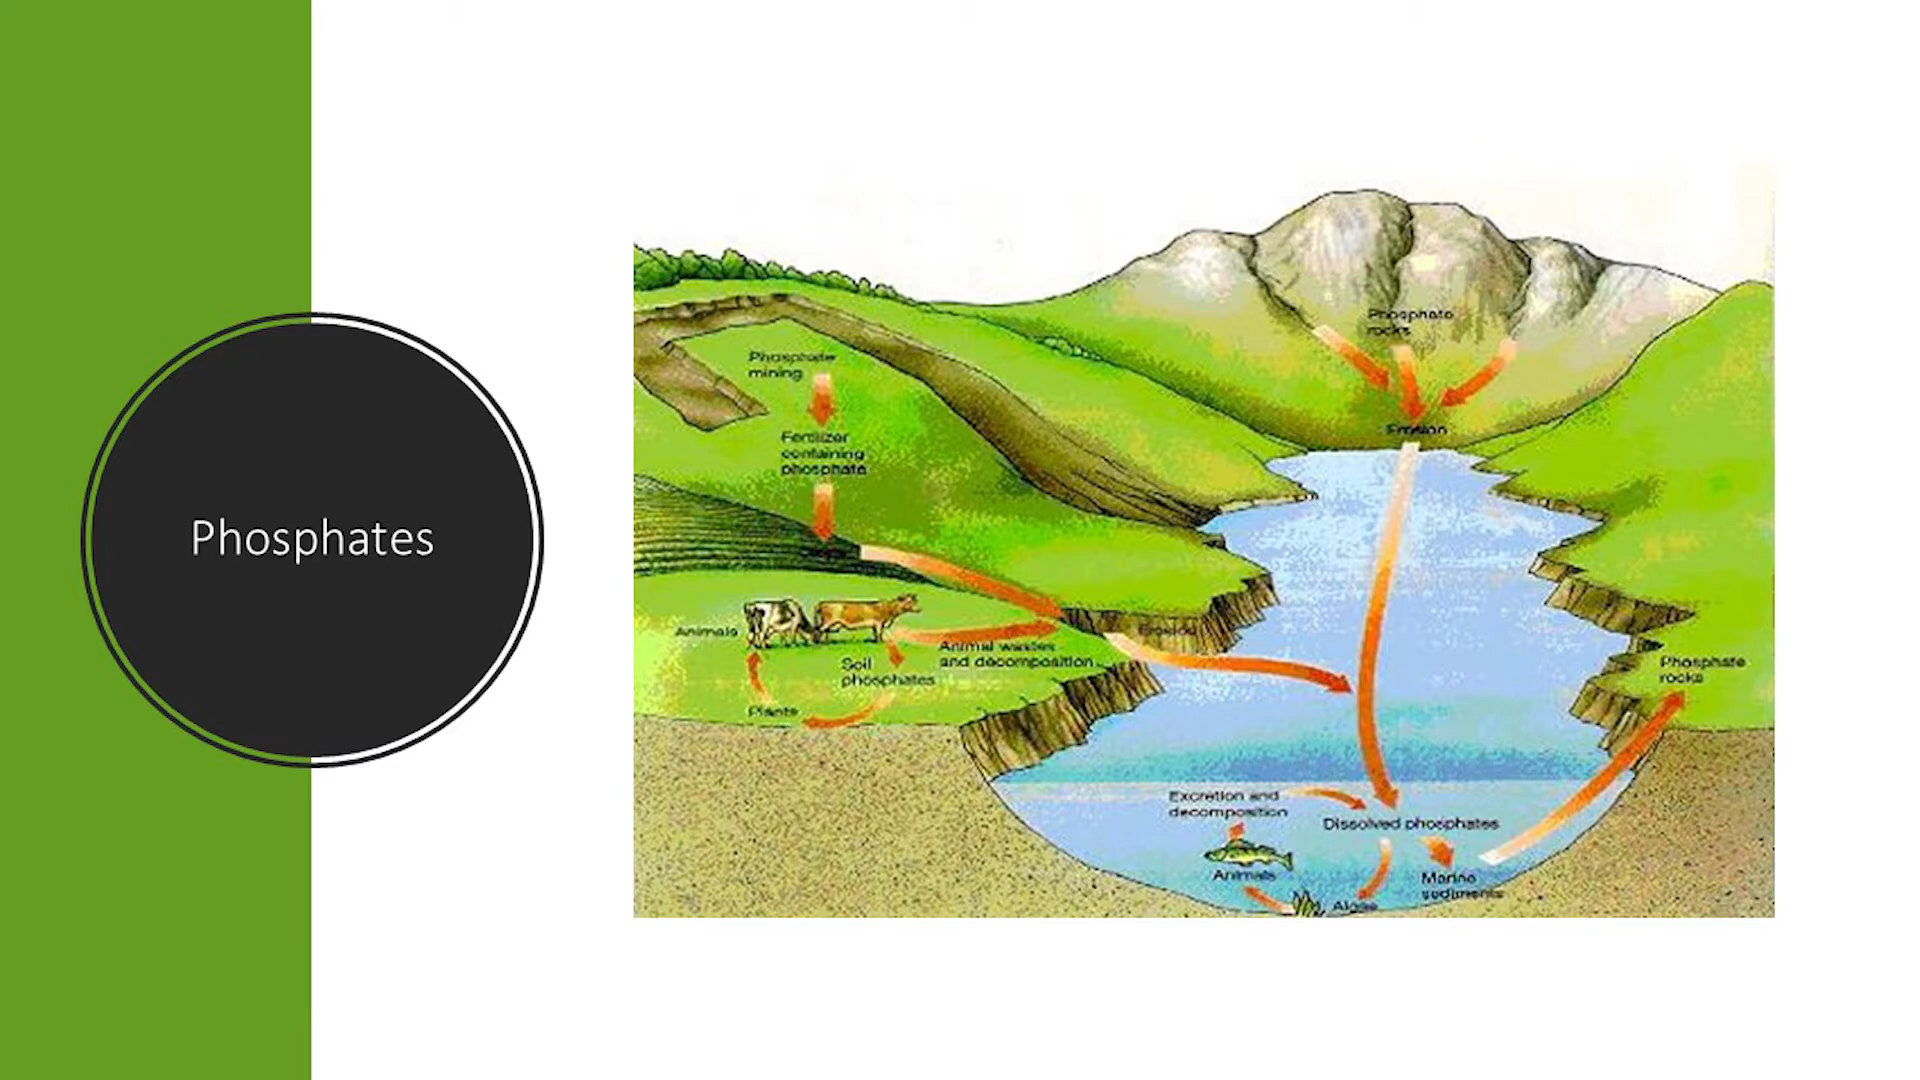 Phosphates
Phosphate
rocks
Phosphate
mining
Erosion
Fertilizer
containing
phosphate
Animals
Erosion
Animal wastes
and decomposition
Soil
phosphates
Plants
Phosphate
rocks
Excretion and
decomposition
Dissolved phosphates
Animals
Marine
sediments
Algae